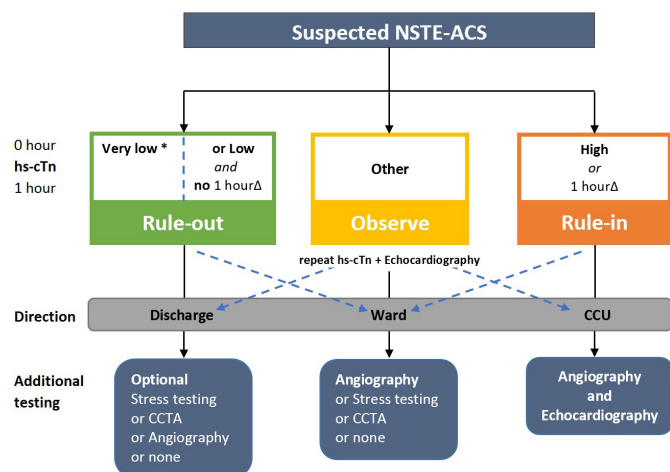 Suspected NSTE-ACS
0 hour
hs-cTn
1 hour
Very low *
or Low
and
no 1 hourΔ
Rule-out
Other
Observe
High
or
1 hourΔ
Rule-in
repeat hs-cTn + Echocardiography
Direction
Discharge
Ward
CCU
Additional
testing
Optional
Stress testing
or CCTA
or Angiography
or none
Angiography
or Stress testing
or CCTA
or none
Angiography
and
Echocardiography